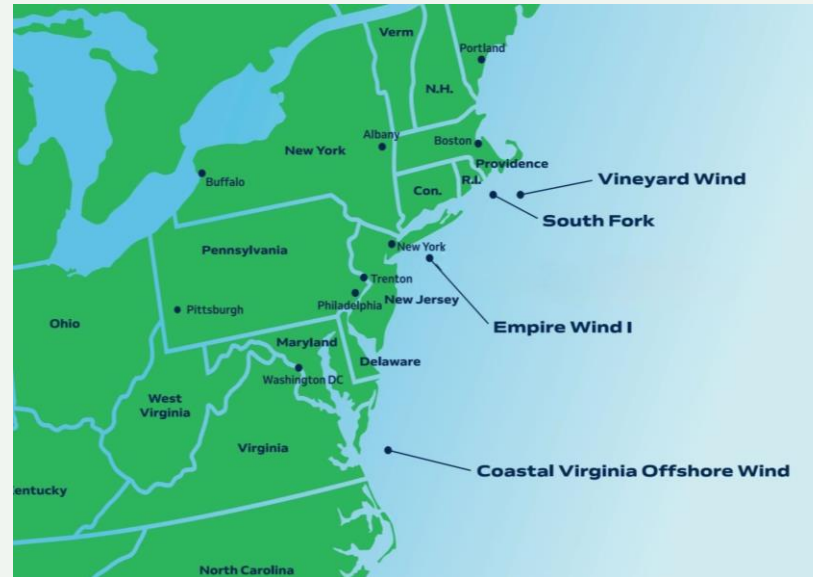 Verm
Portland
N.H.
Albany
Boston
New York
Providence
Buffalo
R.I.
Vineyard Wind
Con.
South Fork
New York
Pennsylvania
Trenton
Philadelphia
New Jersey
Pittsburgh
Ohio
Empire Wind I
Maryland
Delaware
Washington DC
West
Virginia
Virginia
Coastal Virginia Offshore Wind
entucky
North Carolina